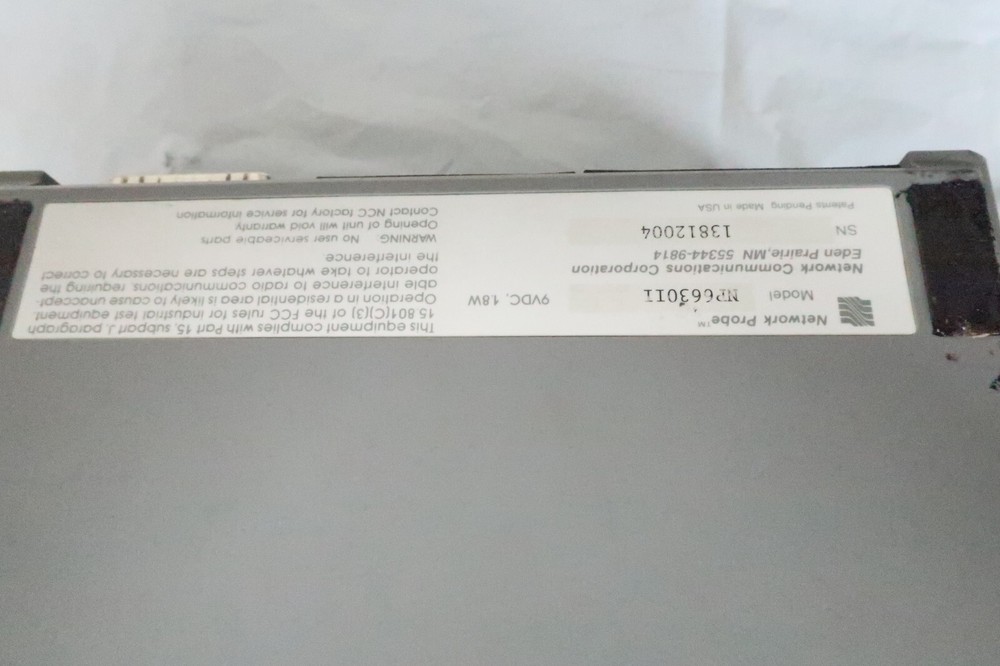 Network Probe™
Model NP6630II 9VDC, 1.8W
Network Communications Corporation
Eden Prairie, MN 55344-9814
SN 13812004
Patents Pending Made in USA
This equipment complies with Part 15, subpart J, paragraph
15.801(C)(3) of the FCC rules for industrial test equipment.
Operation in a residential area is likely to cause unaccept-
able interference to radio communications, requiring the
operator to take whatever steps are necessary to correct
the interference.
WARNING: No user serviceable parts
Opening of unit will void warranty.
Contact NCC factory for service information